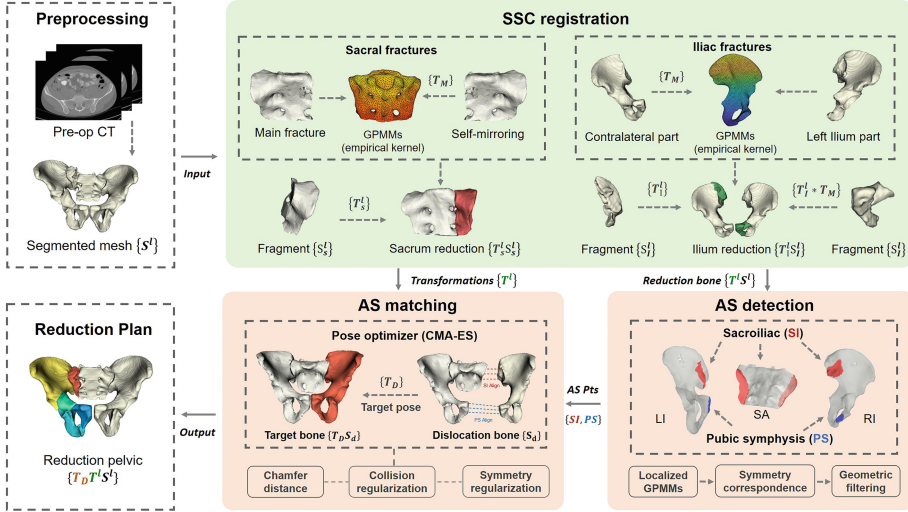 Preprocessing
Pre-op CT
Segmented mesh {S^l}
Input
SSC registration
Sacral fractures
{T_M}
Main fracture
GPMMs
(empirical kernel)
Self-mirroring
Fragment {S_s^l}
{T_s^l}
Sacrum reduction {T_s^l S_s^l}
Iliac fractures
{T_M}
Contralateral part
GPMMs
(empirical kernel)
Left Ilium part
{T_I^l}
{T_I^l * T_M}
Fragment{S_I^l}
Ilium reduction {T_I^l S_I^l}
Fragment{S_I^l}
Transformations {T^l}
Reduction bone {T^l S^l}
AS detection
Sacroiliac (SI)
LI
SA
RI
Pubic symphysis (PS)
Localized
GPMMs
Symmetry
correspondence
Geometric
filtering
AS Pts
{SI, PS}
AS matching
Pose optimizer (CMA-ES)
SI Align
{T_D}
Target pose
PS Align
Target bone {T_D S_d}
Dislocation bone {S_d}
Chamfer
distance
Collision
regularization
Symmetry
regularization
Output
Reduction Plan
Reduction pelvic
{T_D T^l S^l}